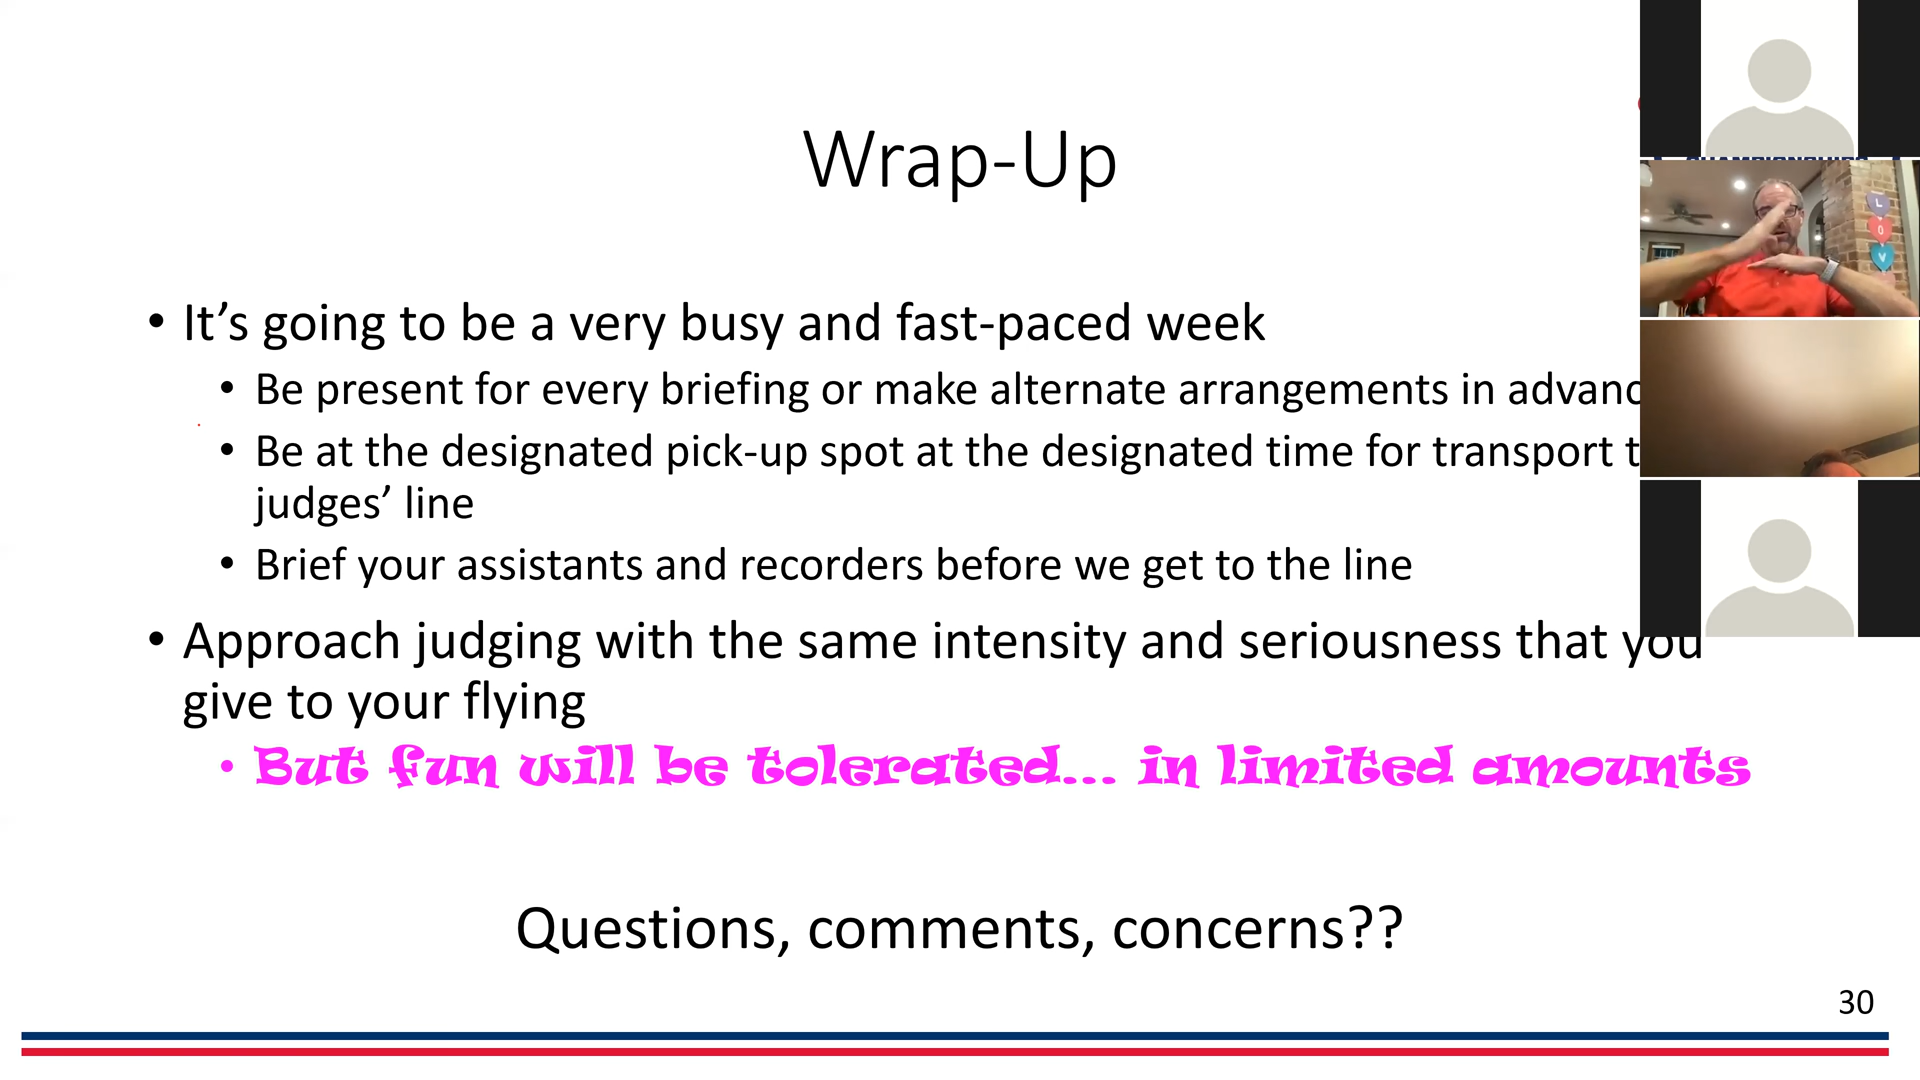 Wrap-Up
• It’s going to be a very busy and fast-paced week
• Be present for every briefing or make alternate arrangements in
• Be at the designated pick-up spot at the designated time for transport
judges’ line
• Brief your assistants and recorders before we get to the line
• Approach judging with the same intensity and seriousness that you
give to your flying
• But fun will be tolerated... in limited amounts
Questions, comments, concerns??
30
L
O
V